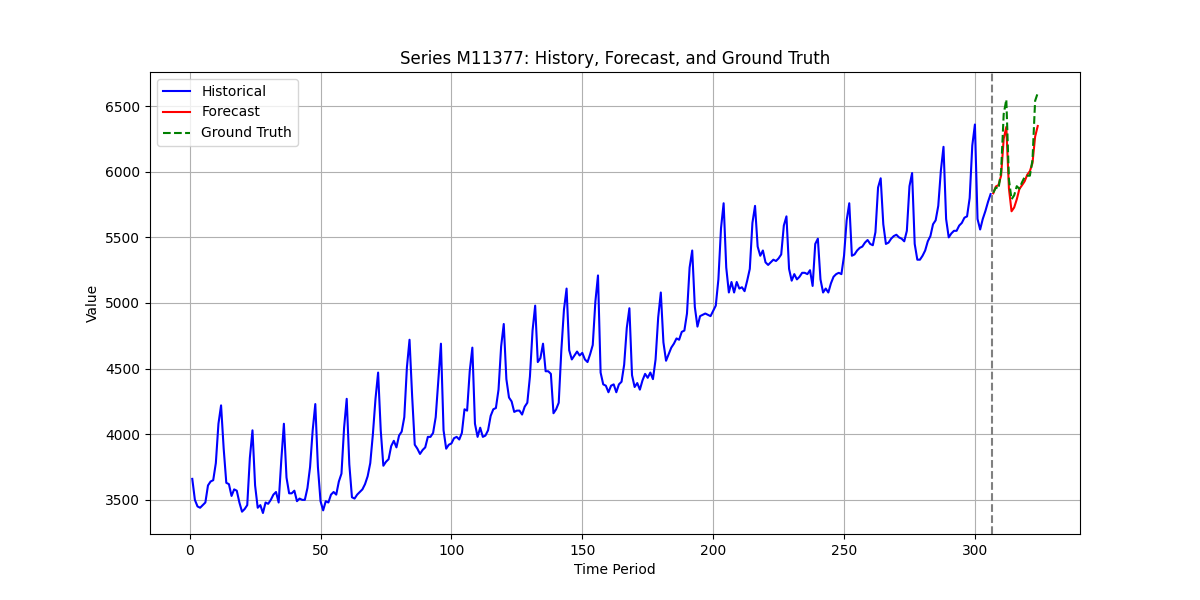 Series M11377: History, Forecast, and Ground Truth
Historical
Forecast
Ground Truth
Value
6500
6000
5500
5000
4500
4000
3500
0 50 100 150 200 250 300
Time Period